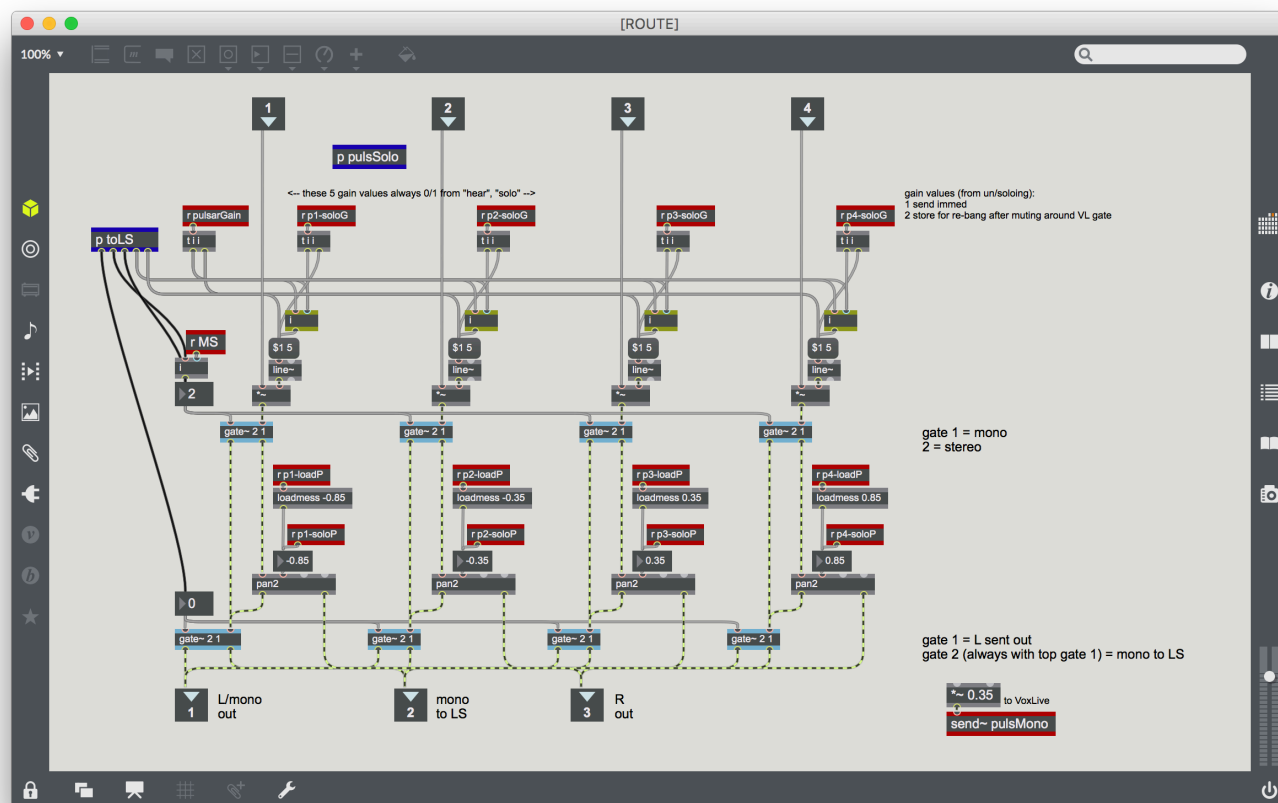 [ROUTE]
100%
1
2
3
4
p pulsSolo
<-- these 5 gain values always 0/1 from "hear", "solo" -->
gain values (from un/soloing):
1 send immed
2 store for re-bang after muting around VL gate
r pulsarGain
r p1-soloG
r p2-soloG
r p3-soloG
r p4-soloG
p toLS
t i i
t i i
t i i
t i i
t i i
i
i
i
i
r MS
$1 5
$1 5
$1 5
$1 5
i
line~
line~
line~
line~
2
*~
*~
*~
*~
gate~ 2 1
gate~ 2 1
gate~ 2 1
gate~ 2 1
gate 1 = mono
2 = stereo
r p1-loadP
r p2-loadP
r p3-loadP
r p4-loadP
loadmess -0.85
loadmess -0.35
loadmess 0.35
loadmess 0.85
r p1-soloP
r p2-soloP
r p3-soloP
r p4-soloP
-0.85
-0.35
0.35
0.85
pan2
pan2
pan2
pan2
0
gate~ 2 1
gate~ 2 1
gate~ 2 1
gate~ 2 1
gate 1 = L sent out
gate 2 (always with top gate 1) = mono to LS
1
L/mono
out
2
mono
to LS
3
R
out
*~ 0.35
to VoxLive
send~ pulsMono